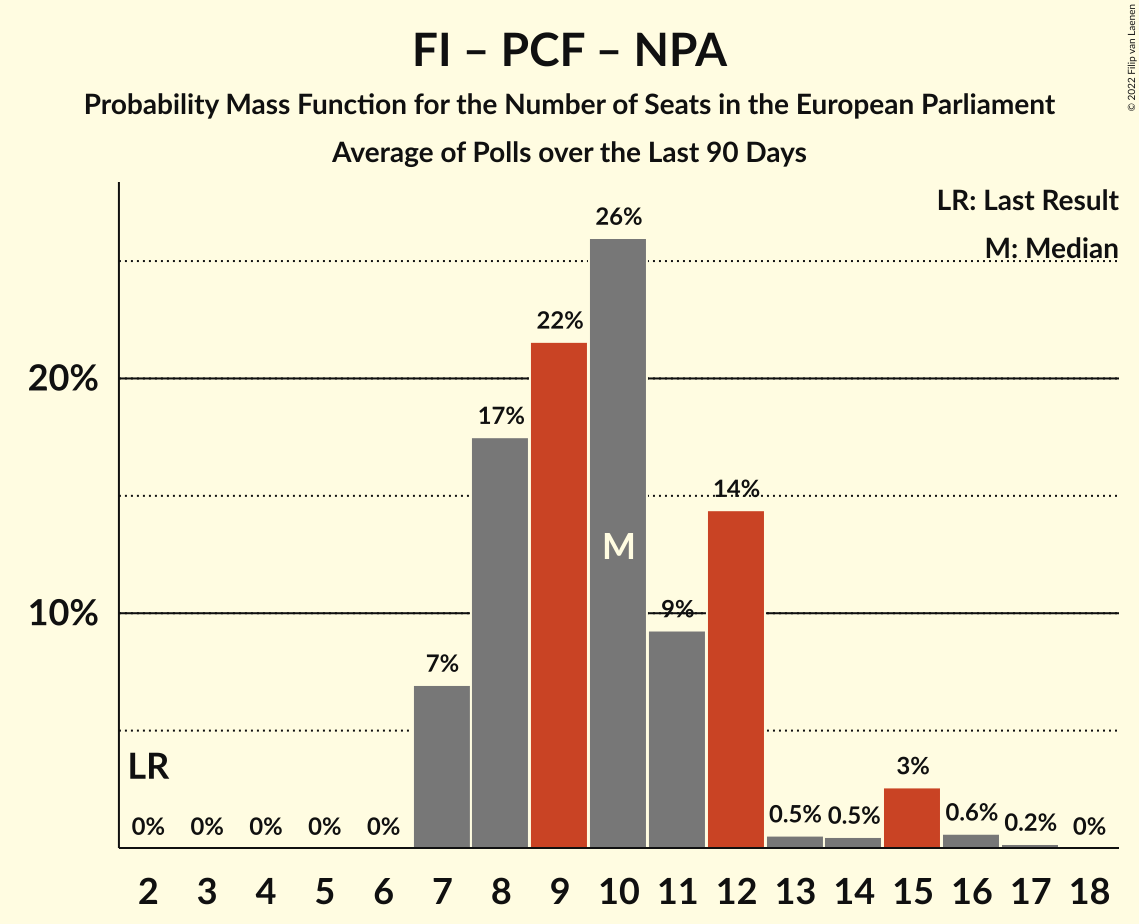 FI – PCF – NPA
Probability Mass Function for the Number of Seats in the European Parliament
Average of Polls over the Last 90 Days
© 2022 Filip van Laenen
LR: Last Result
M: Median
26%
22%
20%
17%
14%
M
10%
9%
7%
LR
3%
0% 0% 0% 0% 0% 0.5% 0.5% 0.6% 0.2% 0%
2 3 4 5 6 7 8 9 10 11 12 13 14 15 16 17 18